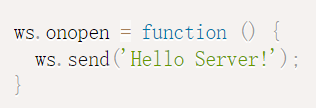 ws.onopen = function () {
  ws.send('Hello Server!');
}